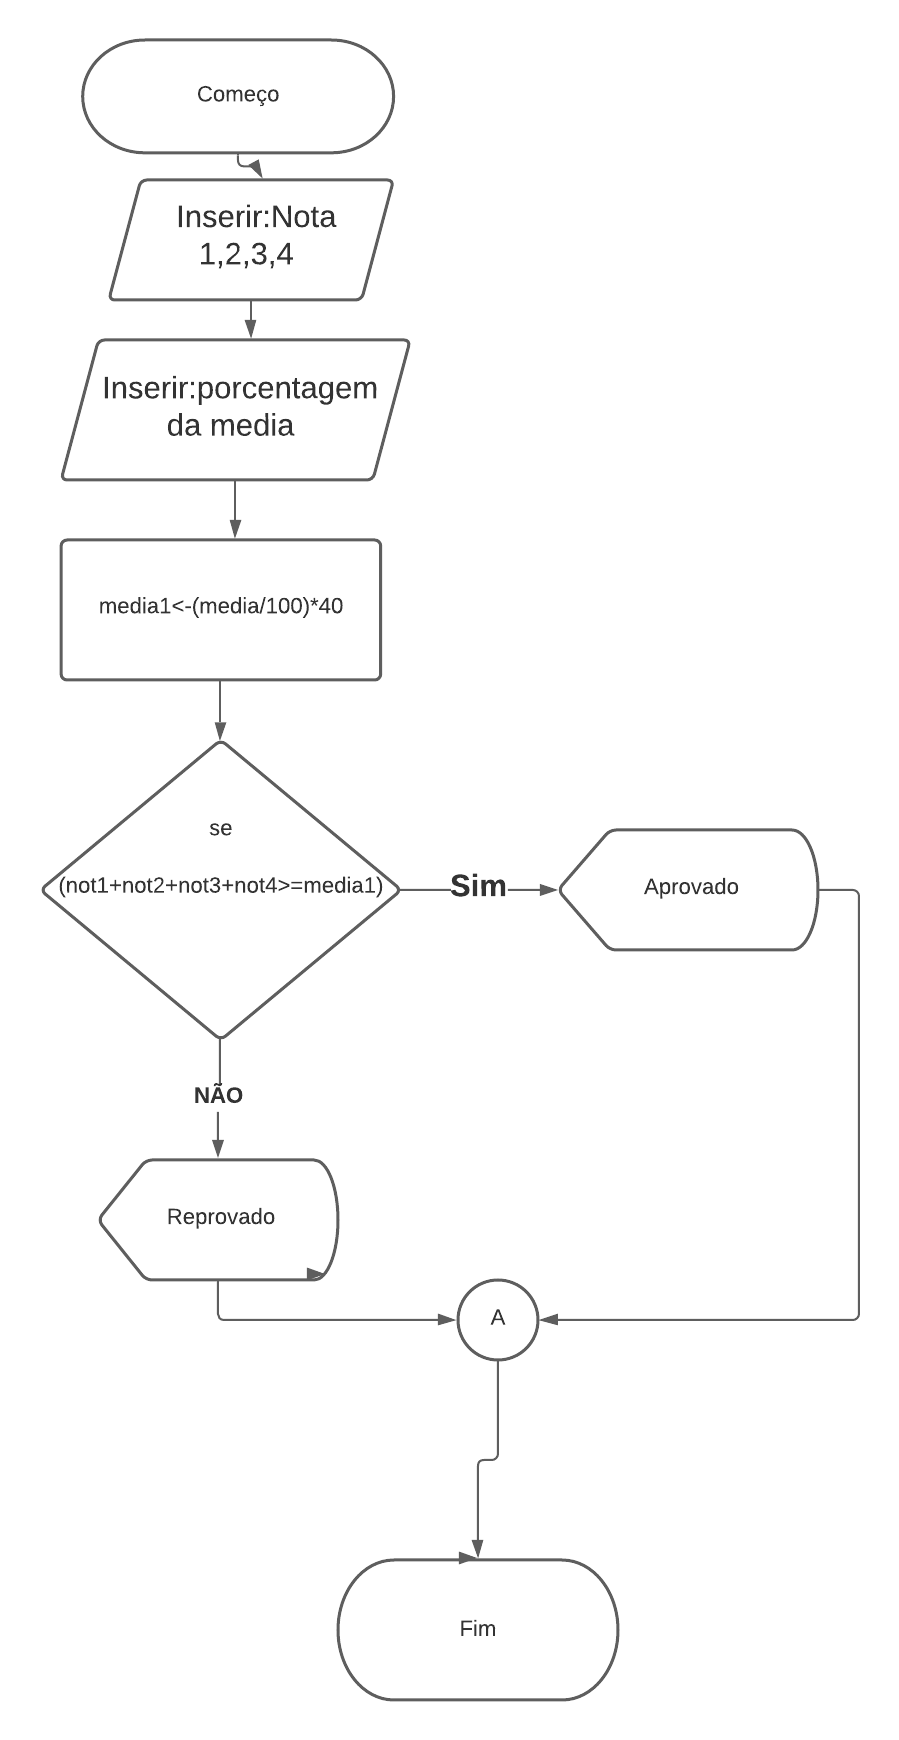 Começo
Inserir:Nota
1,2,3,4
Inserir:porcentagem
da media
media1<-(media/100)*40
se
(not1+not2+not3+not4>=media1)
Sim
Aprovado
NÃO
Reprovado
A
Fim